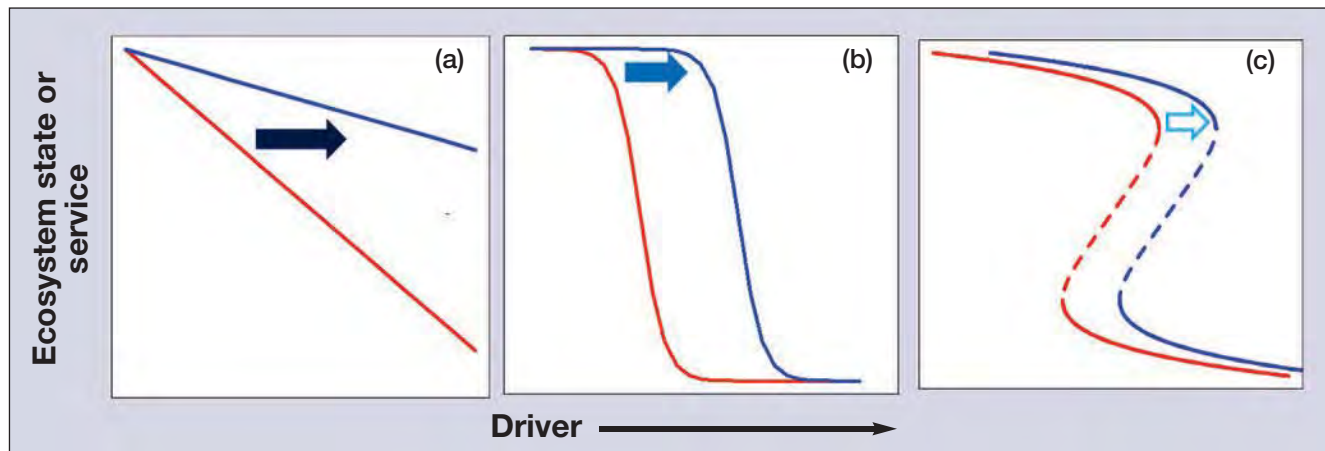 (a)
(b)
(c)
Ecosystem state or
service
Driver